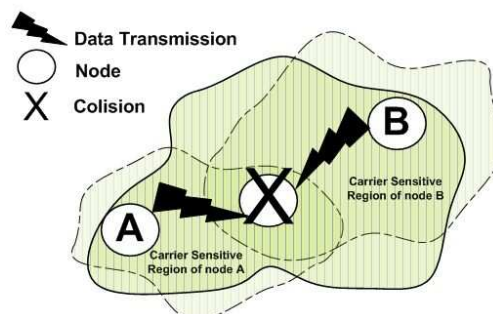 Data Transmission
Node
X Colision
B
Carrier Sensitive
Region of node B
X
A
Carrier Sensitive
Region of node A